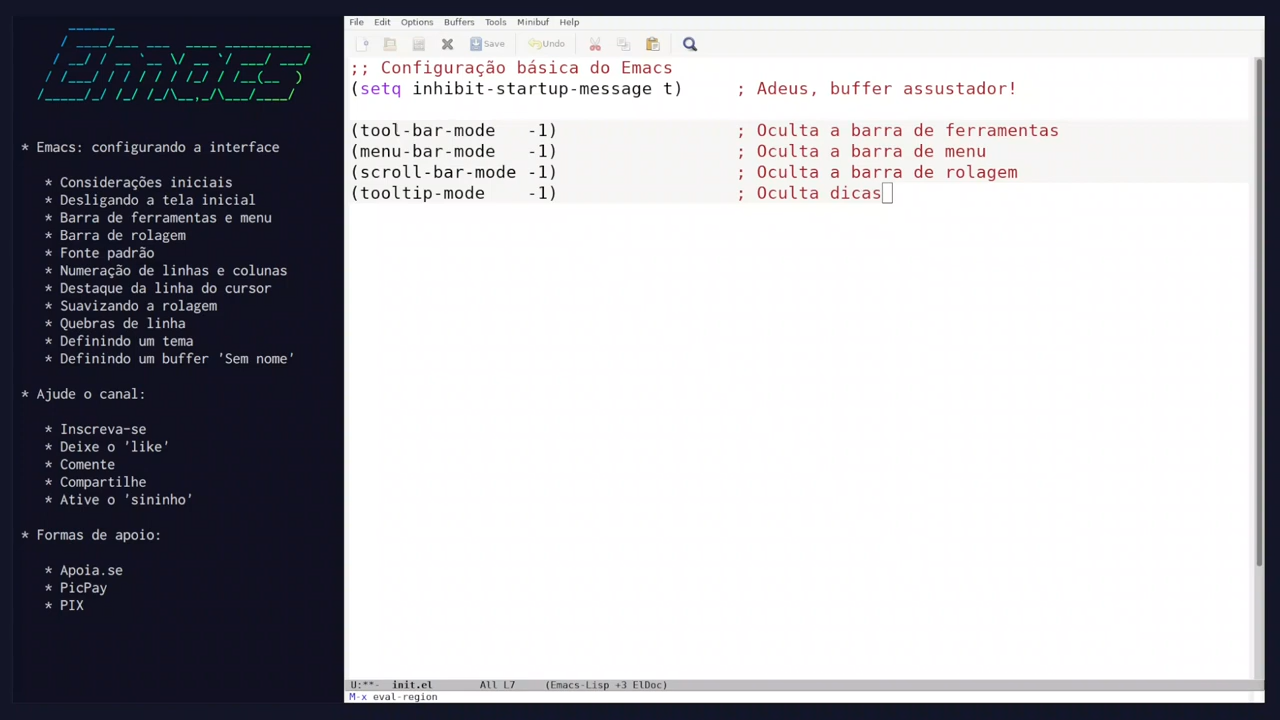 Emacs
* Emacs: configurando a interface
* Considerações iniciais
* Desligando a tela inicial
* Barra de ferramentas e menu
* Barra de rolagem
* Fonte padrão
* Numeração de linhas e colunas
* Destaque da linha do cursor
* Suavizando a rolagem
* Quebras de linha
* Definindo um tema
* Definindo um buffer 'Sem nome'
* Ajude o canal:
* Inscreva-se
* Deixe o 'like'
* Comente
* Compartilhe
* Ative o 'sininho'
* Formas de apoio:
* Apoia.se
* PicPay
* PIX
File Edit Options Buffers Tools Minibuf Help
Save Undo
;; Configuração básica do Emacs
(setq inhibit-startup-message t) ; Adeus, buffer assustador!
(tool-bar-mode -1) ; Oculta a barra de ferramentas
(menu-bar-mode -1) ; Oculta a barra de menu
(scroll-bar-mode -1) ; Oculta a barra de rolagem
(tooltip-mode -1) ; Oculta dicas
U:**- init.el All L7 (Emacs-Lisp +3 ElDoc)
M-x eval-region